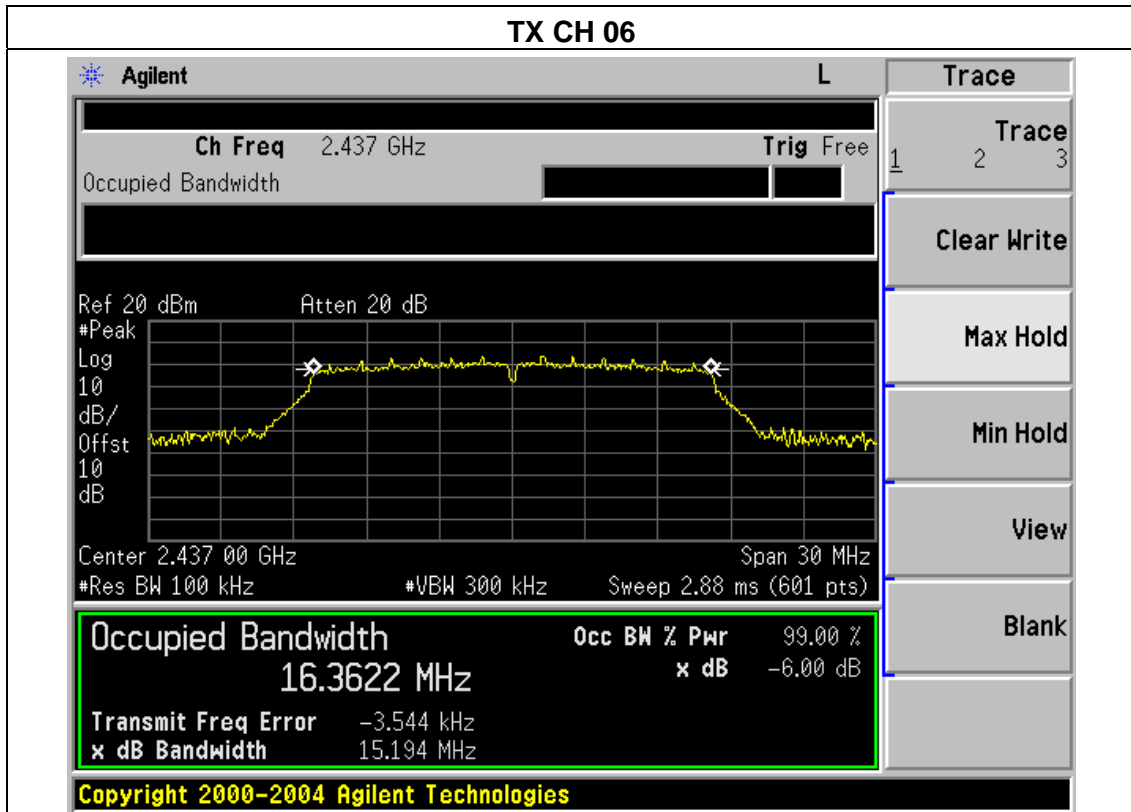 TX CH 06
Agilent L Trace
Ch Freq 2.437 GHz Trig Free
Occupied Bandwidth
Trace
1 2 3
Clear Write
Max Hold
Min Hold
View
Blank
Ref 20 dBm Atten 20 dB
#Peak
Log
10
dB/
Offst
10
dB
Center 2.437 00 GHz Span 30 MHz
#Res BW 100 kHz #VBW 300 kHz Sweep 2.88 ms (601 pts)
Occupied Bandwidth Occ BW % Pwr 99.00 %
16.3622 MHz x dB -6.00 dB
Transmit Freq Error -3.544 kHz
x dB Bandwidth 15.194 MHz
Copyright 2000-2004 Agilent Technologies